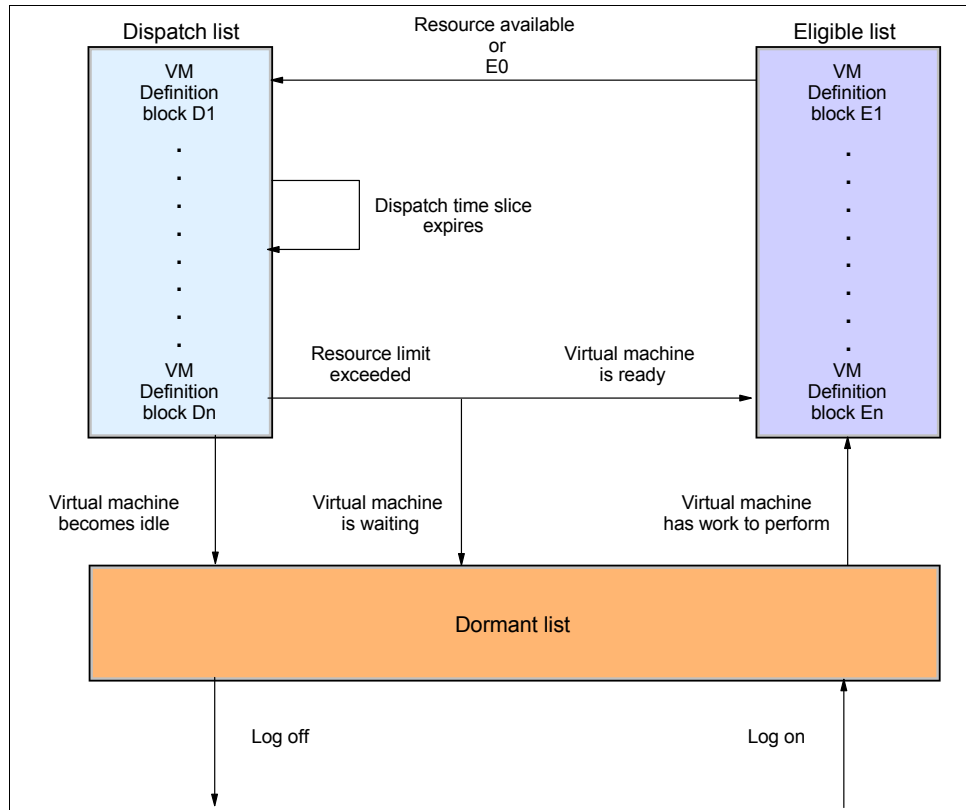 Dispatch list
Resource available
or
E0
Eligible list
VM
Definition
block D1
VM
Definition
block E1
Dispatch time slice
expires
VM
Definition
block Dn
Resource limit
exceeded
Virtual machine
is ready
VM
Definition
block En
Virtual machine
becomes idle
Virtual machine
is waiting
Virtual machine
has work to perform
Dormant list
Log off
Log on